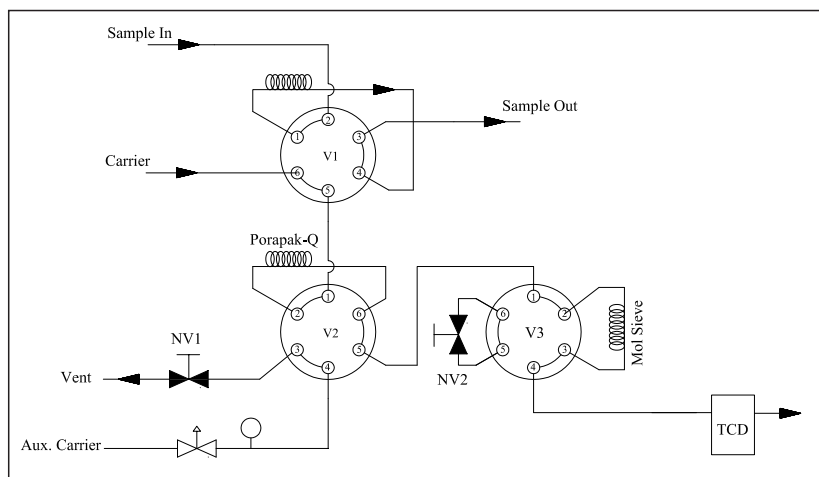 Sample In
2
1
3
Sample Out
V1
6
4
Carrier
5
Porapak-Q
1
2
6
V2
3
5
4
NV1
Vent
Aux. Carrier
1
6
2
V3
5
3
4
NV2
Mol Sieve
TCD